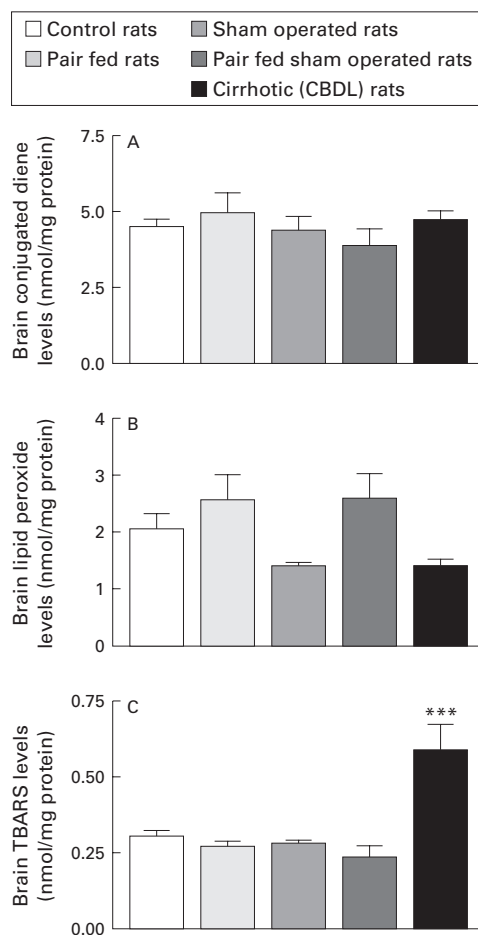 Control rats
Sham operated rats
Pair fed rats
Pair fed sham operated rats
Cirrhotic (CBDL) rats
A
Brain conjugated diene
levels (nmol/mg protein)
7.5
5.0
2.5
0.0
B
Brain lipid peroxide
levels (nmol/mg protein)
4
3
2
1
0
C
Brain TBARS levels
(nmol/mg protein)
0.75
0.50
0.25
0.00
***